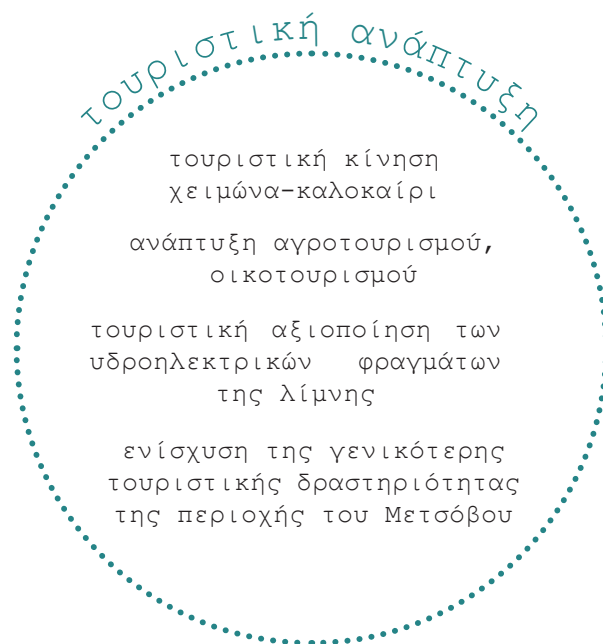 τουριστική ανάπτυξη
τουριστική κίνηση
χειμώνα-καλοκαίρι
ανάπτυξη αγροτουρισμού,
οικοτουρισμού
τουριστική αξιοποίηση των
υδροηλεκτρικών φραγμάτων
της λίμνης
ενίσχυση της γενικότερης
τουριστικής δραστηριότητας
της περιοχής του Μετσόβου